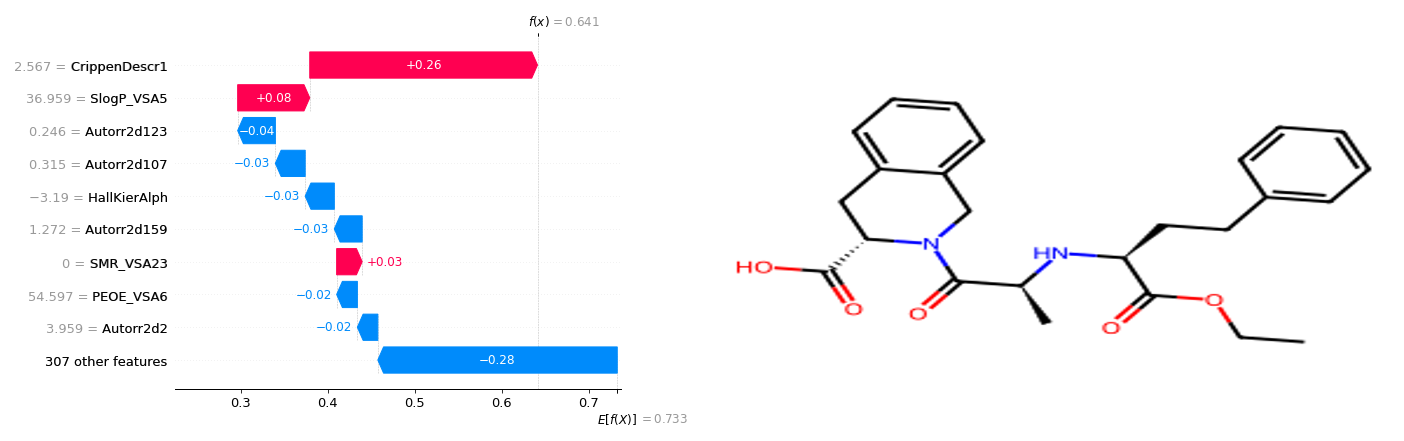 f(x) = 0.641
2.567 = CrippenDescr1
+0.26
36.959 = SlogP_VSA5
+0.08
0.246 = Autorr2d123
−0.04
0.315 = Autorr2d107
−0.03
−3.19 = HallKierAlph
−0.03
1.272 = Autorr2d159
−0.03
0 = SMR_VSA23
+0.03
54.597 = PEOE_VSA6
−0.02
3.959 = Autorr2d2
−0.02
307 other features
−0.28
0.3 0.4 0.5 0.6 0.7
E[f(X)] = 0.733
N
HN
HO
O
O
O
O